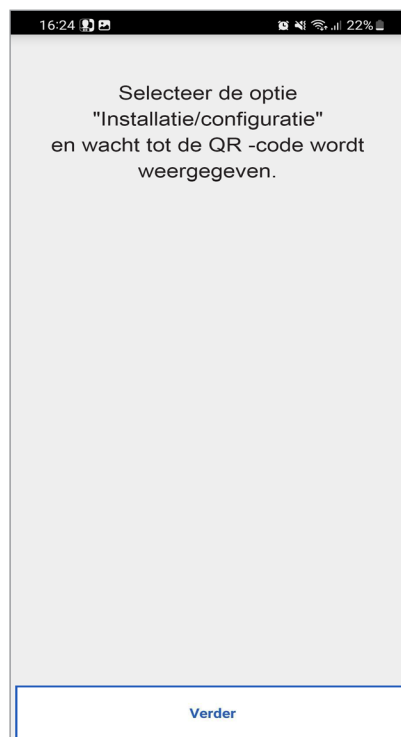 16:24 22%
Selecteer de optie
"Installatie/configuratie"
en wacht tot de QR -code wordt
weergegeven.
Verder